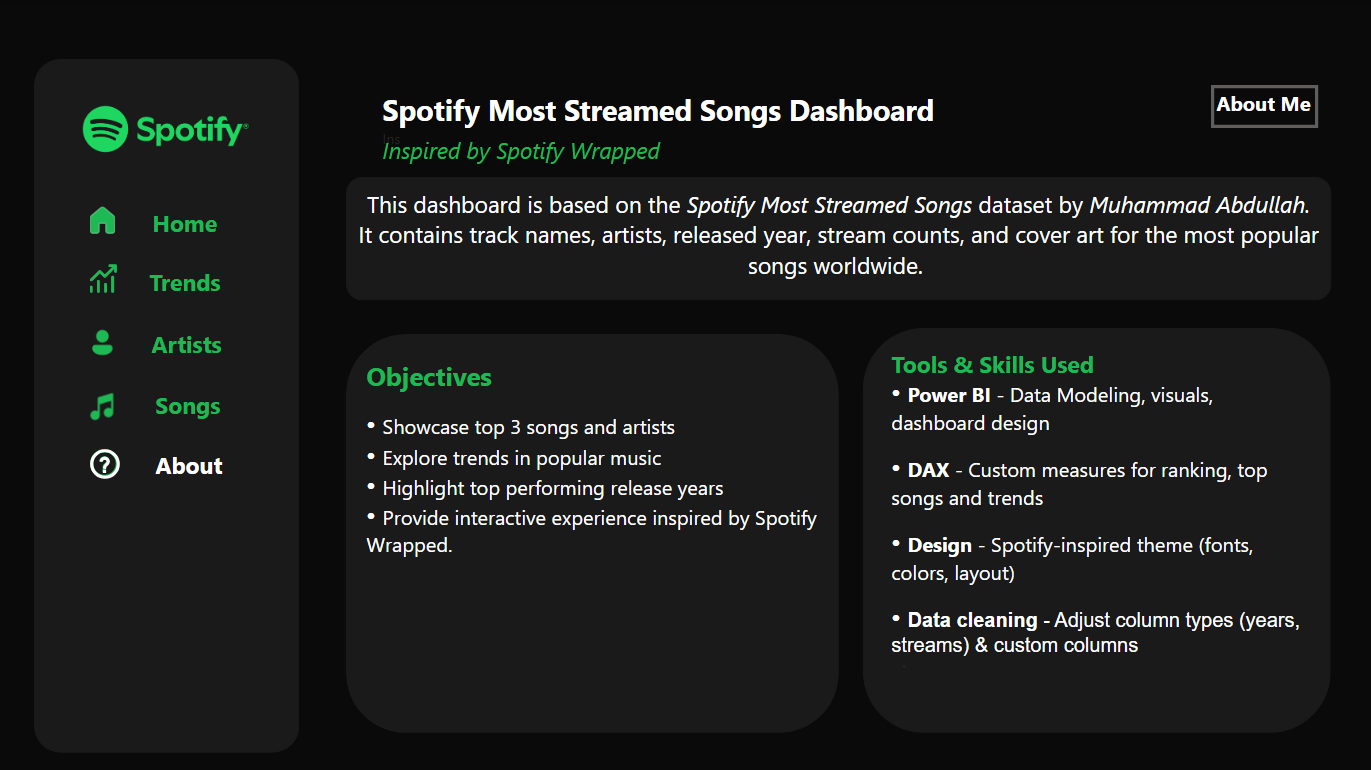 Spotify®
Home
Trends
Artists
Songs
About
Spotify Most Streamed Songs Dashboard
Ins
Inspired by Spotify Wrapped
About Me
This dashboard is based on the Spotify Most Streamed Songs dataset by Muhammad Abdullah.
It contains track names, artists, released year, stream counts, and cover art for the most popular
songs worldwide.
Objectives
• Showcase top 3 songs and artists
• Explore trends in popular music
• Highlight top performing release years
• Provide interactive experience inspired by Spotify
Wrapped.
Tools & Skills Used
• Power BI - Data Modeling, visuals,
dashboard design
• DAX - Custom measures for ranking, top
songs and trends
• Design - Spotify-inspired theme (fonts,
colors, layout)
• Data cleaning - Adjust column types (years,
streams) & custom columns